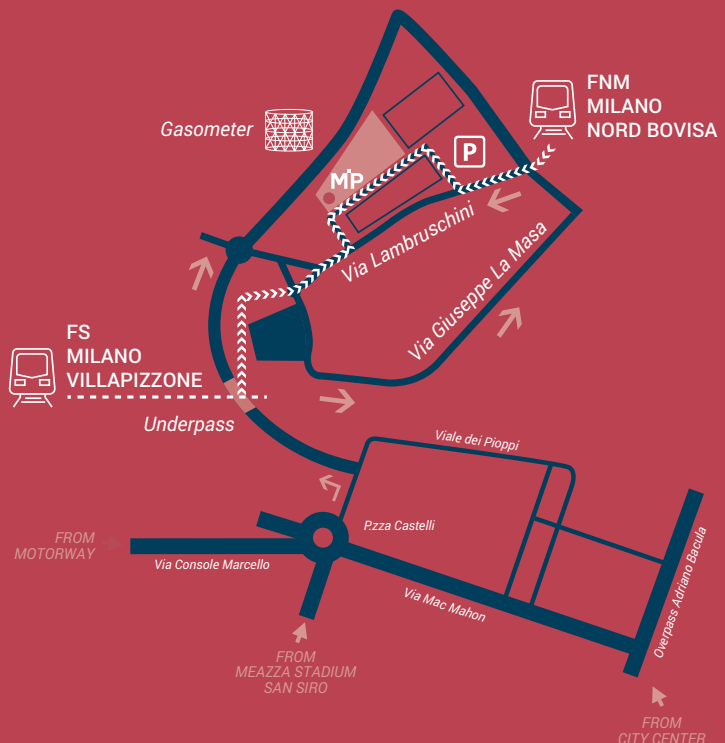 FNM
MILANO
NORD BOVISA
Gasometer
P
MIP
Via Lambruschini
Via Giuseppe La Masa
FS
MILANO
VILLAPIZZONE
Underpass
Viale dei Pioppi
P.zza Castelli
FROM
MOTORWAY
Via Console Marcello
Via Mac Mahon
Overpass Adriano Bacula
FROM
MEAZZA STADIUM
SAN SIRO
FROM
CITY CENTER